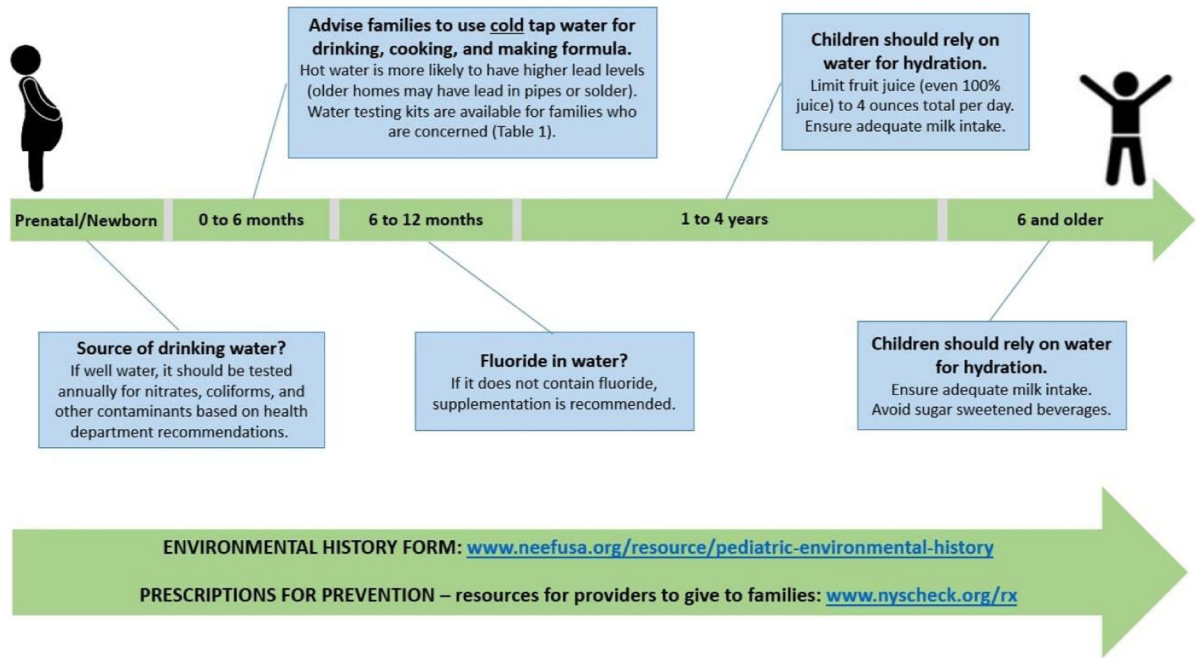 Advise families to use cold tap water for
drinking, cooking, and making formula.
Hot water is more likely to have higher lead levels
(older homes may have lead in pipes or solder).
Water testing kits are available for families who
are concerned (Table 1).
Children should rely on
water for hydration.
Limit fruit juice (even 100%
juice) to 4 ounces total per day.
Ensure adequate milk intake.
Prenatal/Newborn
0 to 6 months
6 to 12 months
1 to 4 years
6 and older
Source of drinking water?
If well water, it should be tested
annually for nitrates, coliforms, and
other contaminants based on health
department recommendations.
Fluoride in water?
If it does not contain fluoride,
supplementation is recommended.
Children should rely on water
for hydration.
Ensure adequate milk intake.
Avoid sugar sweetened beverages.
ENVIRONMENTAL HISTORY FORM: www.neefusa.org/resource/pediatric-environmental-history
PRESCRIPTIONS FOR PREVENTION – resources for providers to give to families: www.nyscheck.org/rx